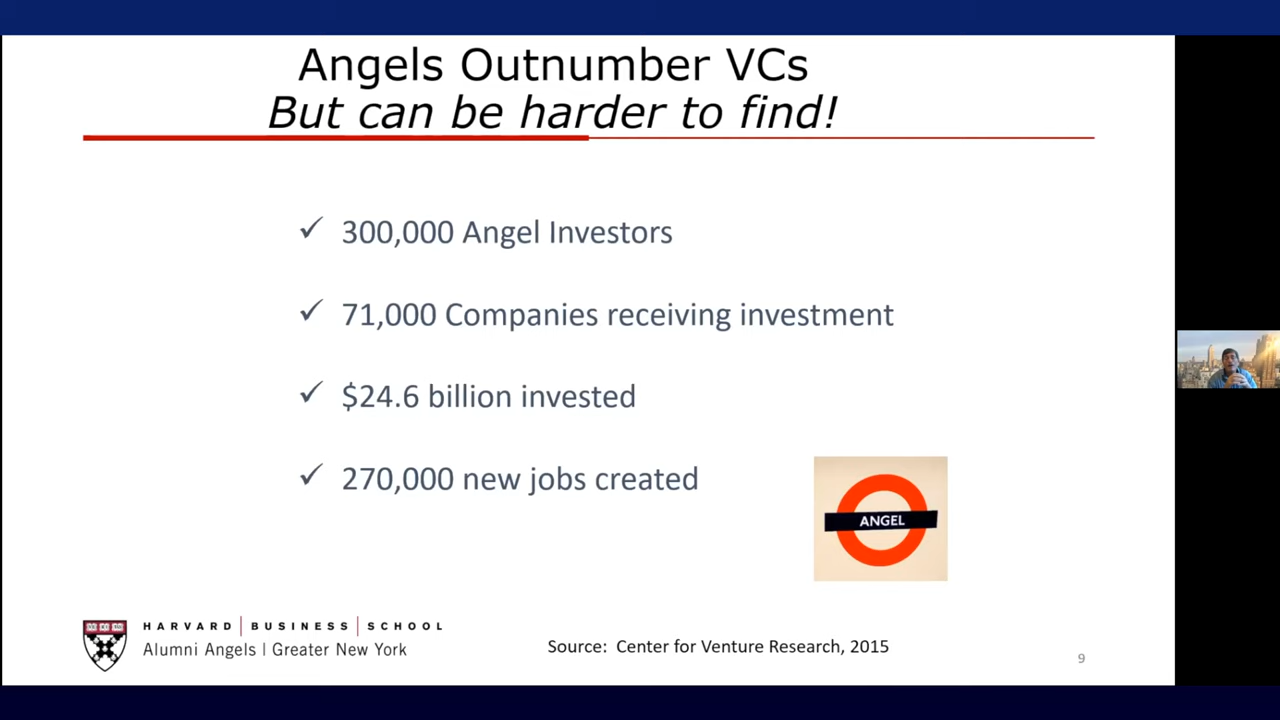 Angels Outnumber VCs
But can be harder to find!
✓ 300,000 Angel Investors
✓ 71,000 Companies receiving investment
✓ $24.6 billion invested
✓ 270,000 new jobs created
ANGEL
HARVARD | BUSINESS | SCHOOL
Alumni Angels | Greater New York
Source: Center for Venture Research, 2015
9